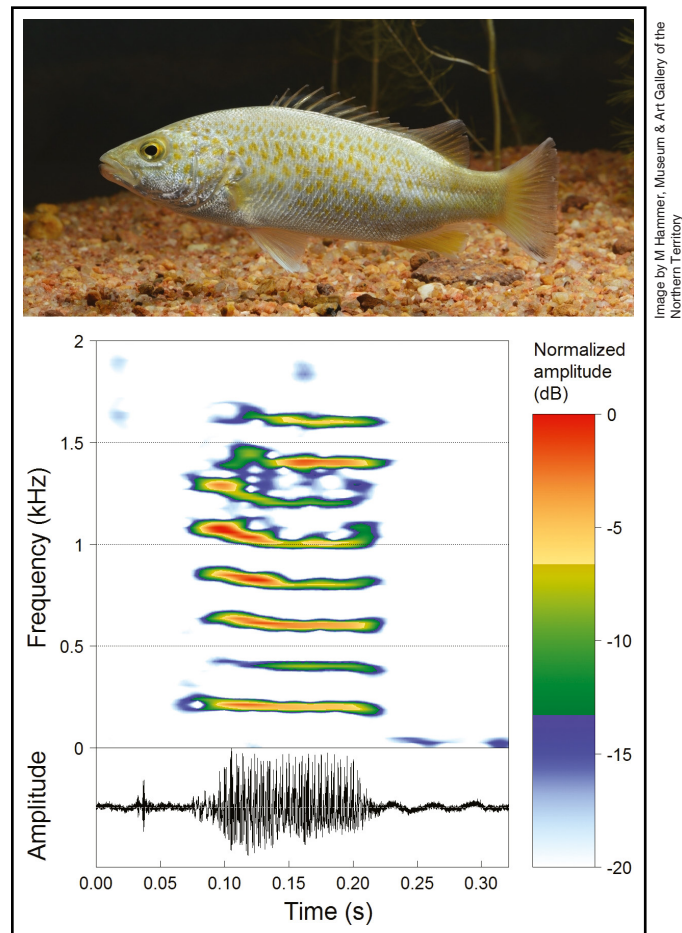 Image by M Hammer, Museum & Art Gallery of the
Northern Territory
Normalized
amplitude
(dB)
2
1.5
1
0.5
0
Frequency (kHz)
0
-5
-10
-15
-20
Amplitude
0.00 0.05 0.10 0.15 0.20 0.25 0.30
Time (s)